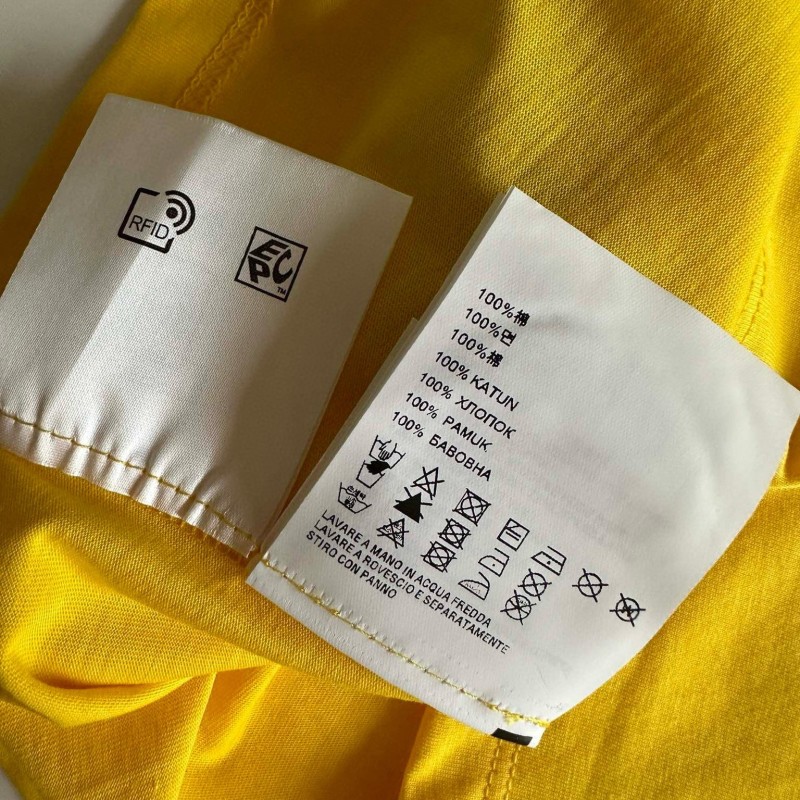 RFID
EPC
TM
100%棉
100%면
100%棉
100% KATUN
100% ХЛОПОК
100% PAMUK
100% БАВОВНА
LAVARE A MANO IN ACQUA FREDDA
LAVARE A ROVESCIO E SEPARATAMENTE
STIRO CON PANNO